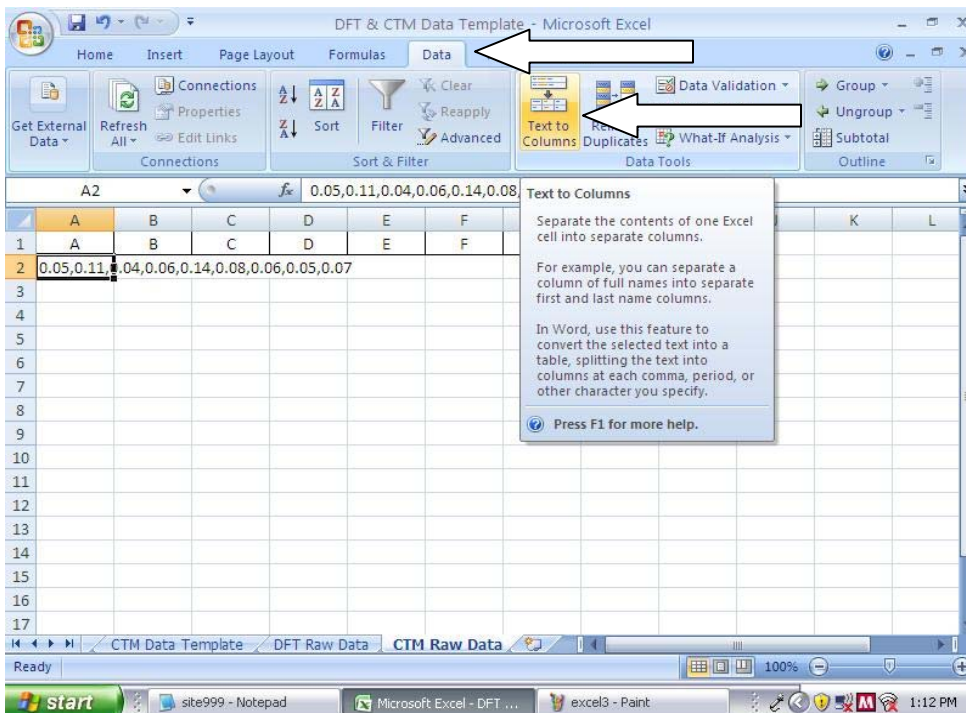 DFT & CTM Data Template - Microsoft Excel
Home Insert Page Layout Formulas Data
Get External Data
Refresh All
Connections
Properties
Edit Links
Connections
Sort
Filter
Clear
Reapply
Advanced
Sort & Filter
Text to Columns
Duplicates
Data Validation
What-If Analysis
Data Tools
Group
Ungroup
Subtotal
Outline
A2 fx 0.05,0.11,0.04,0.06,0.14,0.08,
A B C D E F K L
1 A B C D E F
2 0.05,0.11,0.04,0.06,0.14,0.08,0.06,0.05,0.07
3
4
5
6
7
8
9
10
11
12
13
14
15
16
17
Text to Columns
Separate the contents of one Excel
cell into separate columns.
For example, you can separate a
column of full names into separate
first and last name columns.
In Word, use this feature to
convert the selected text into a
table, splitting the text into
columns at each comma, period, or
other character you specify.
Press F1 for more help.
CTM Data Template DFT Raw Data CTM Raw Data
Ready 100%
start site999 - Notepad Microsoft Excel - DFT ... excel3 - Paint 1:12 PM